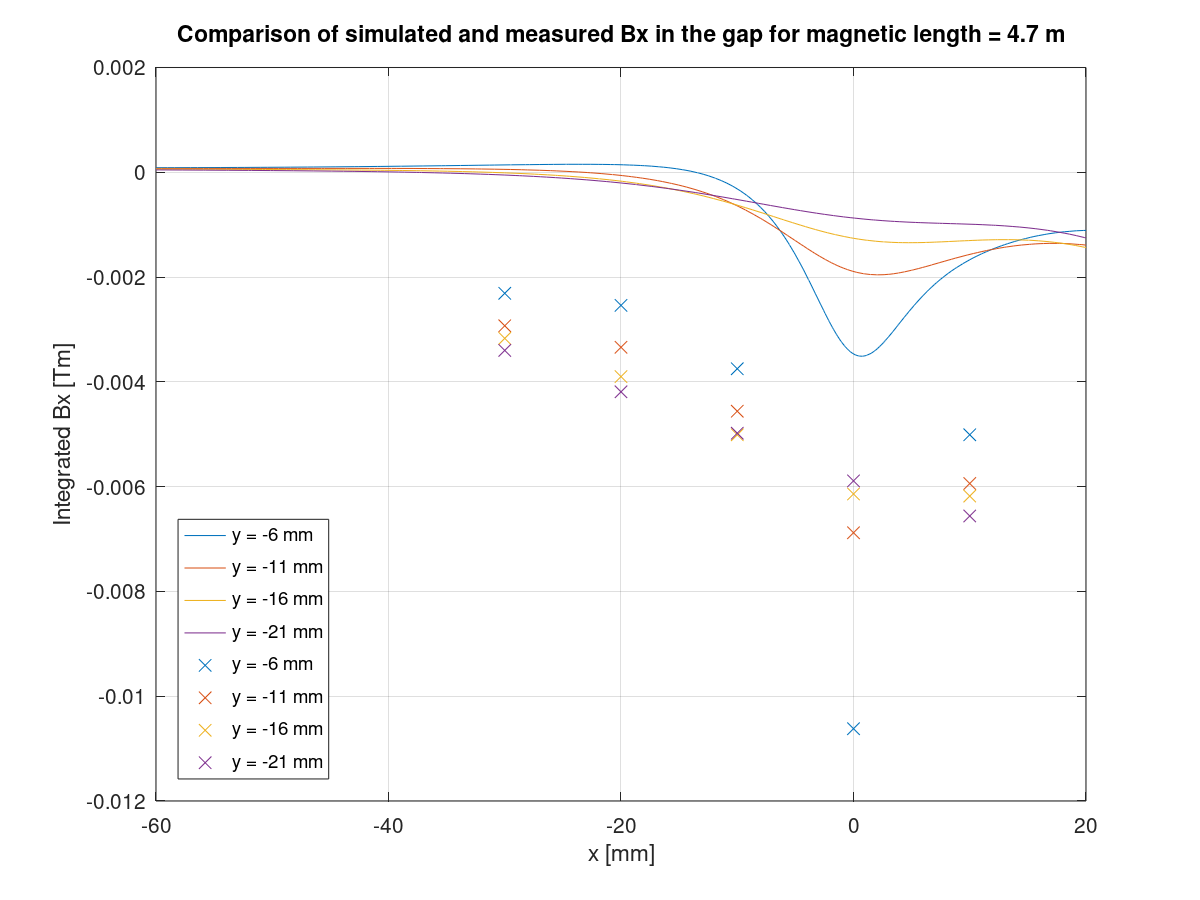 Comparison of simulated and measured Bx in the gap for magnetic length = 4.7 m
0.002
0
-0.002
-0.004
-0.006
-0.008
-0.01
-0.012
Integrated Bx [Tm]
y = -6 mm
y = -11 mm
y = -16 mm
y = -21 mm
y = -6 mm
y = -11 mm
y = -16 mm
y = -21 mm
-60
-40
-20
0
20
x [mm]